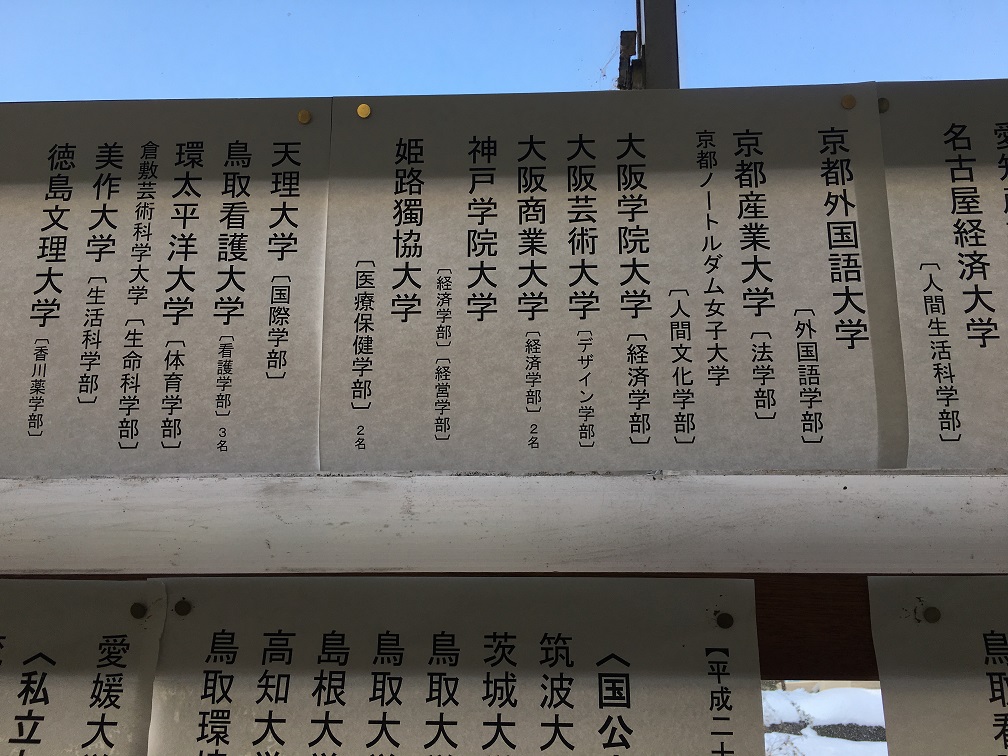 名古屋経済大学
〔人間生活科学部〕
京都外国語大学
〔外国語学部〕
京都産業大学〔法学部〕
京都ノートルダム女子大学
〔人間文化学部〕
大阪学院大学〔経済学部〕
大阪芸術大学〔デザイン学部〕
大阪商業大学〔経済学部〕2名
神戸学院大学
〔経済学部〕〔経営学部〕
姫路獨協大学
〔医療保健学部〕2名
天理大学〔国際学部〕
鳥取看護大学〔看護学部〕3名
環太平洋大学〔体育学部〕
倉敷芸術科学大学〔生命科学部〕
美作大学〔生活科学部〕
徳島文理大学〔香川薬学部〕
鳥取
【平成二十
〈国公
筑波大
茨城大
鳥取大
鳥取大
島根大
高知大学
鳥取環
愛媛大学
〈私立